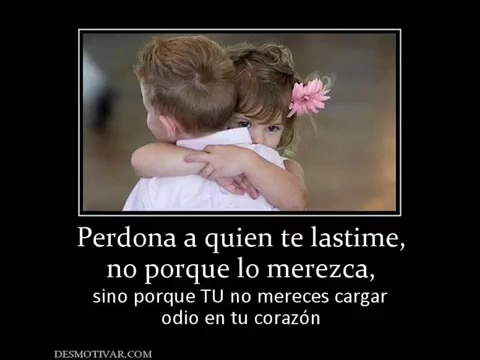 Perdona a quien te lastime,
no porque lo merezca,
sino porque TU no mereces cargar
odio en tu corazón
DESMOTIVAR.COM